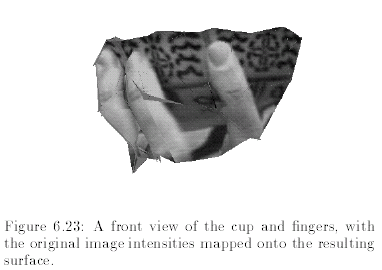 Figure 6.23: A front view of the cup and fingers, with
the original image intensities mapped onto the resulting
surface.